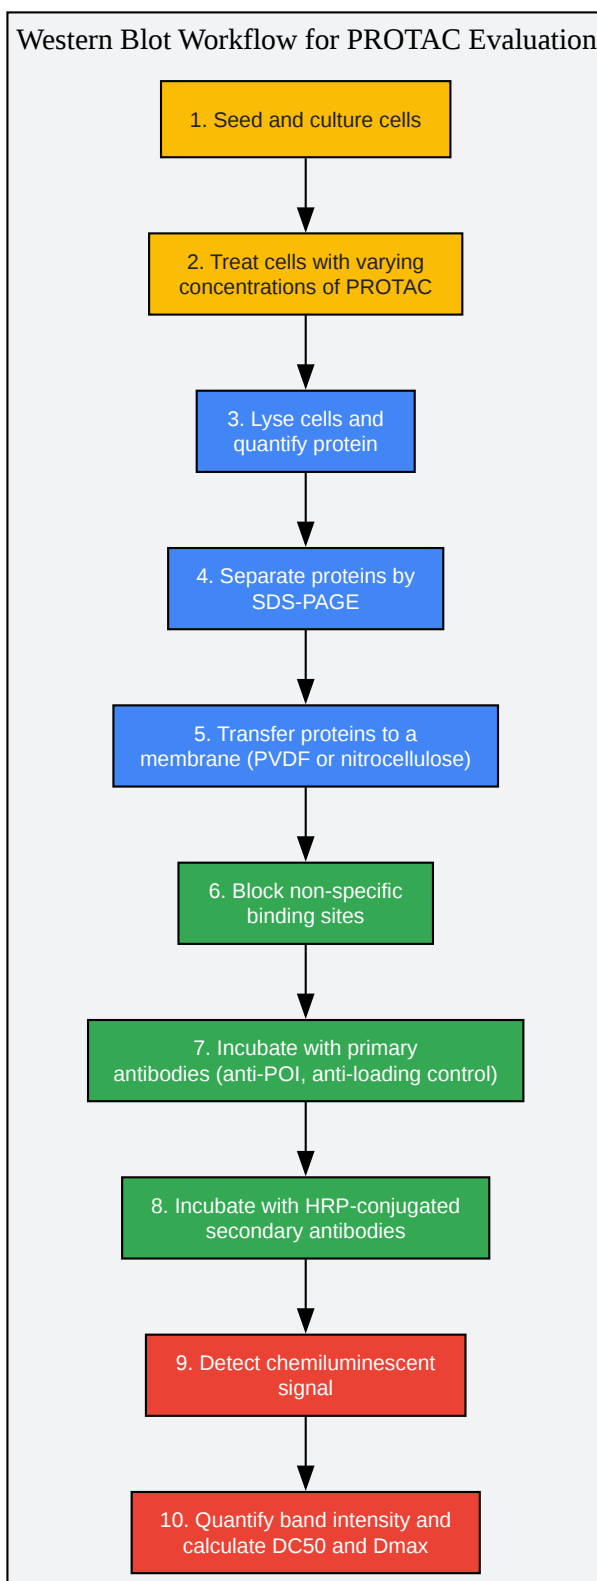 Western Blot Workflow for PROTAC Evaluation
1. Seed and culture cells
2. Treat cells with varying
concentrations of PROTAC
3. Lyse cells and
quantify protein
4. Separate proteins by
SDS-PAGE
5. Transfer proteins to a
membrane (PVDF or nitrocellulose)
6. Block non-specific
binding sites
7. Incubate with primary
antibodies (anti-POI, anti-loading control)
8. Incubate with HRP-conjugated
secondary antibodies
9. Detect chemiluminescent
signal
10. Quantify band intensity and
calculate DC50 and Dmax